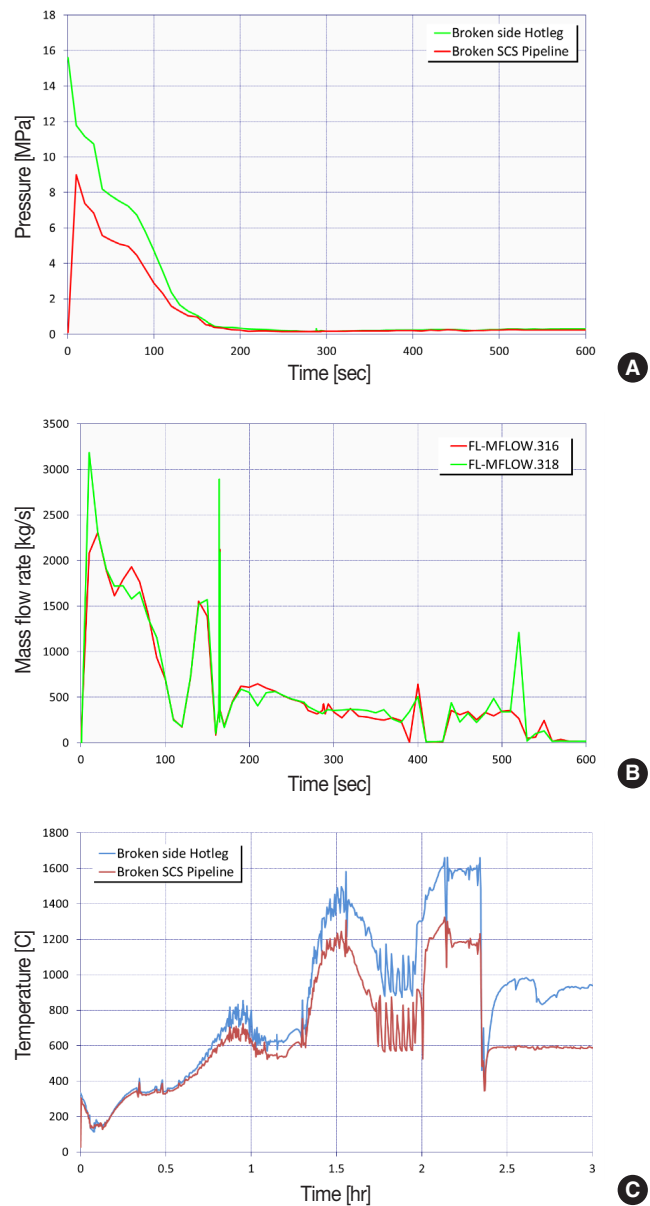 18
16
14
12
10
8
6
4
2
0
Pressure [MPa]
Broken side Hotleg
Broken SCS Pipeline
0 100 200 300 400 500 600
Time [sec]
A
3500
3000
2500
2000
1500
1000
500
0
Mass flow rate [kg/s]
FL-MFLOW.316
FL-MFLOW.318
0 100 200 300 400 500 600
Time [sec]
B
1800
1600
1400
1200
1000
800
600
400
200
0
Temperature [C]
Broken side Hotleg
Broken SCS Pipeline
0 0.5 1 1.5 2 2.5 3
Time [hr]
C